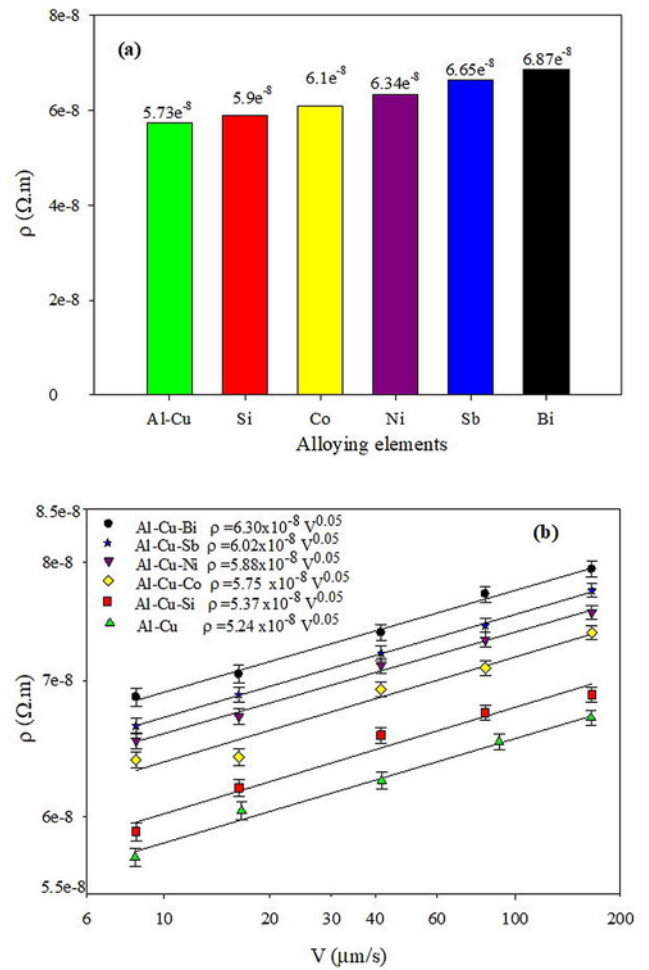 8e-8
(a)
6.87e⁻⁸
6.65e⁻⁸
6.34e⁻⁸
6.1e⁻⁸
5.9e⁻⁸
5.73e⁻⁸
6e-8
ρ (Ω.m)
4e-8
2e-8
0
Al-Cu Si Co Ni Sb Bi
Alloying elements
8.5e-8
(b)
Al-Cu-Bi ρ =6.30x10⁻⁸ V⁰·⁰⁵
Al-Cu-Sb ρ =6.02x10⁻⁸ V⁰·⁰⁵
Al-Cu-Ni ρ =5.88x10⁻⁸ V⁰·⁰⁵
Al-Cu-Co ρ =5.75 x10⁻⁸ V⁰·⁰⁵
Al-Cu-Si ρ =5.37x10⁻⁸ V⁰·⁰⁵
Al-Cu ρ =5.24 x10⁻⁸ V⁰·⁰⁵
8e-8
7e-8
ρ (Ω.m)
6e-8
5.5e-8
6 10 20 40 60 100 200
V (µm/s)